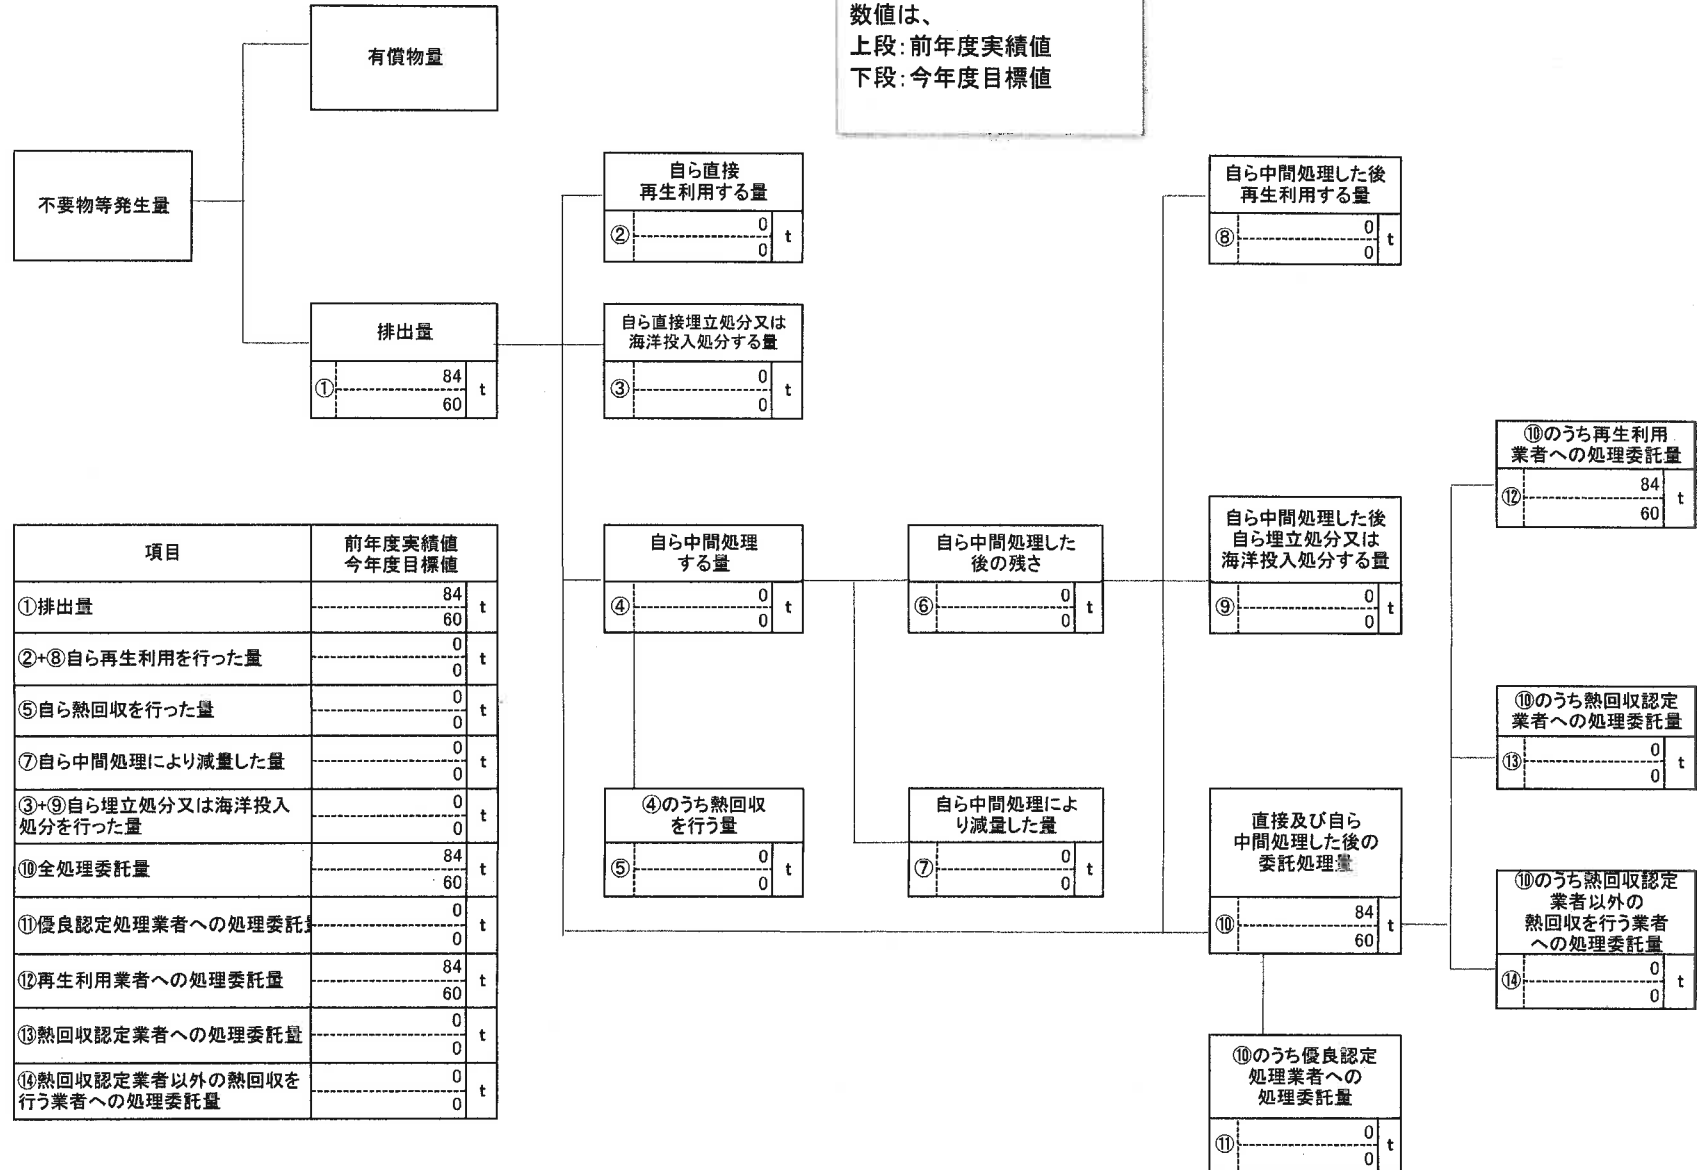 数値は、
上段:前年度実績値
下段:今年度目標値
有償物量
不要物等発生量
排出量
①
84
60
t
自ら直接
再生利用する量
②
0
0
t
自ら直接埋立処分又は
海洋投入処分する量
③
0
0
t
自ら中間処理
する量
④
0
0
t
④のうち熱回収
を行う量
⑤
0
0
t
自ら中間処理した
後の残さ
⑥
0
0
t
自ら中間処理によ
り減量した量
⑦
0
0
t
自ら中間処理した後
再生利用する量
⑧
0
0
t
自ら中間処理した後
自ら埋立処分又は
海洋投入処分する量
⑨
0
0
t
直接及び自ら
中間処理した後の
委託処理量
⑩
84
60
t
⑩のうち優良認定
処理業者への
処理委託量
⑪
0
0
t
⑩のうち再生利用
業者への処理委託量
⑫
84
60
t
⑩のうち熱回収認定
業者への処理委託量
⑬
0
0
t
⑩のうち熱回収認定
業者以外の
熱回収を行う業者
への処理委託量
⑭
0
0
t
項目
前年度実績値
今年度目標値
①排出量
84
60
t
②+⑧自ら再生利用を行った量
0
0
t
⑤自ら熱回収を行った量
0
0
t
⑦自ら中間処理により減量した量
0
0
t
③+⑨自ら埋立処分又は海洋投入
処分を行った量
0
0
t
⑩全処理委託量
84
60
t
⑪優良認定処理業者への処理委託
0
0
t
⑫再生利用業者への処理委託量
84
60
t
⑬熱回収認定業者への処理委託量
0
0
t
⑭熱回収認定業者以外の熱回収を
行う業者への処理委託量
0
0
t